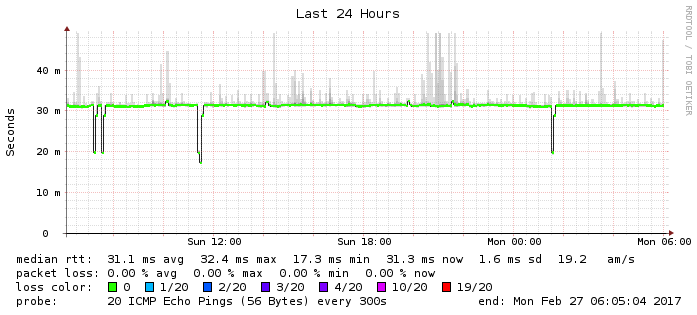 Last 24 Hours
RRDTOOL / TOBI OETIKER
Seconds
40 m
30 m
20 m
10 m
0
Sun 12:00 Sun 18:00 Mon 00:00 Mon 06:00
median rtt: 31.1 ms avg 32.4 ms max 17.3 ms min 31.3 ms now 1.6 ms sd 19.2 am/s
packet loss: 0.00 % avg 0.00 % max 0.00 % min 0.00 % now
loss color: 0 1/20 2/20 3/20 4/20 10/20 19/20
probe: 20 ICMP Echo Pings (56 Bytes) every 300s end: Mon Feb 27 06:05:04 2017